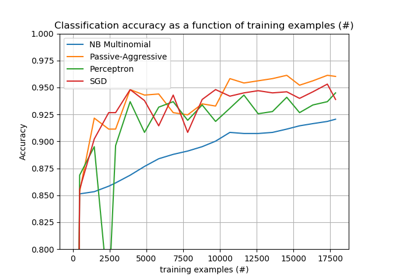 Classification accuracy as a function of training examples (#)
1.000
0.975
0.950
0.925
0.900
0.875
0.850
0.825
0.800
Accuracy
NB Multinomial
Passive-Aggressive
Perceptron
SGD
0 2500 5000 7500 10000 12500 15000 17500
training examples (#)